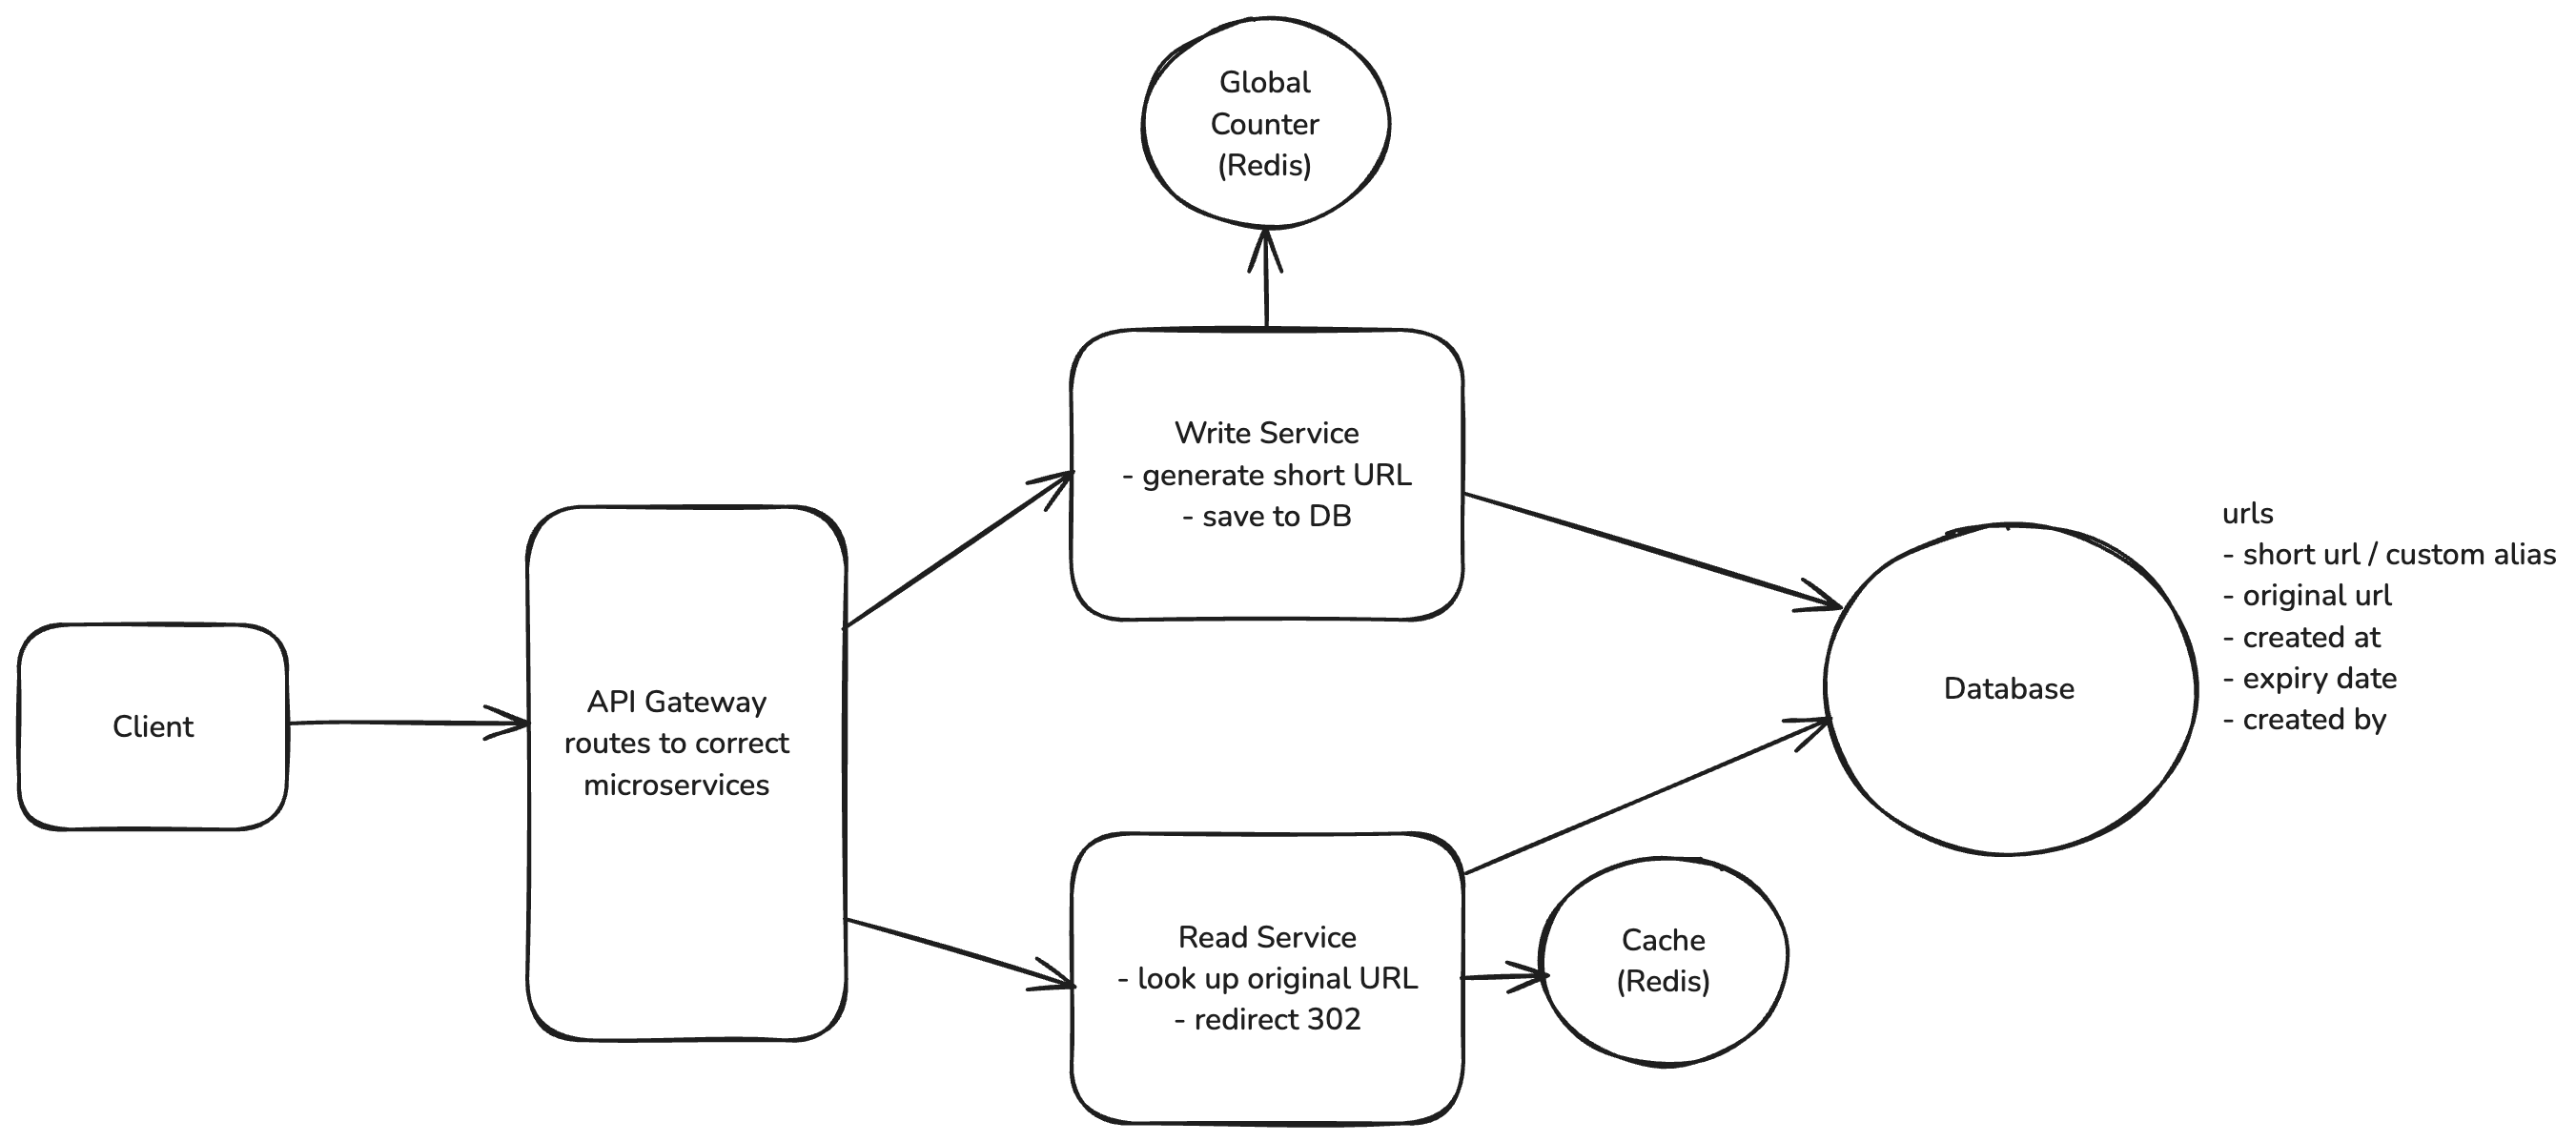 Global
Counter
(Redis)
Write Service
- generate short URL
- save to DB
Client
API Gateway
routes to correct
microservices
Read Service
- look up original URL
- redirect 302
Cache
(Redis)
Database
urls
- short url / custom alias
- original url
- created at
- expiry date
- created by